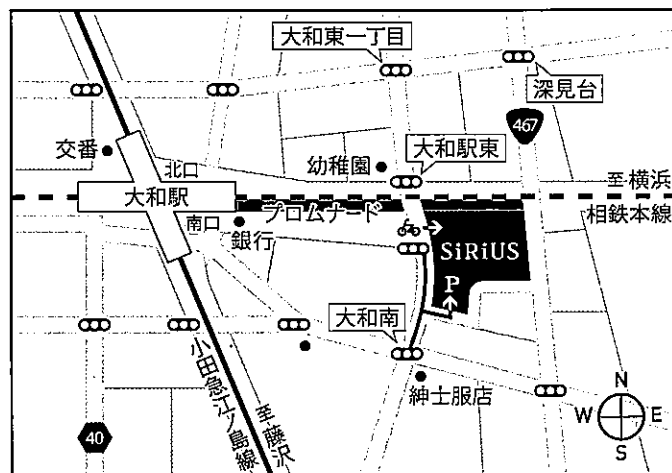 大和東一丁目
深見台
467
交番
北口
幼稚園
大和駅東
大和駅
至横浜
相鉄本線
プロムナード
南口
銀行
SiRiUS
P
大和南
小田急江ノ島線
至藤沢
紳士服店
40
N
W E
S